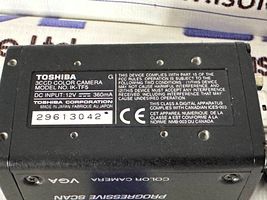 TOSHIBA
3CCD COLOR CAMERA
MODEL NO. IK-TF5
DC INPUT: 12V 360mA
TOSHIBA CORPORATION
MADE IN JAPAN FABRIQUÉ AU JAPON
29613042
THIS DEVICE COMPLIES WITH PART 15 OF FCC
RULES. OPERATION IS SUBJECT TO THE
FOLLOWING TWO CONDITIONS: (1) THIS
DEVICE MAY NOT CAUSE HARMFUL
INTERFERENCE, AND (2) THIS DEVICE MUST
ACCEPT ANY INTERFERENCE RECEIVED,
INCLUDING INTERFERENCE THAT MAY
CAUSE UNDESIRED OPERATION.
THIS CLASS A DIGITAL APPARATUS
COMPLIES WITH CANADIAN ICES-003
CET APPAREIL NUMÉRIQUE DE
LA CLASSE A EST CONFORME À LA
NORME NMB-003 DU CANADA
CE
PROGRESSIVE SCAN
COLOR CAMERA
VGA